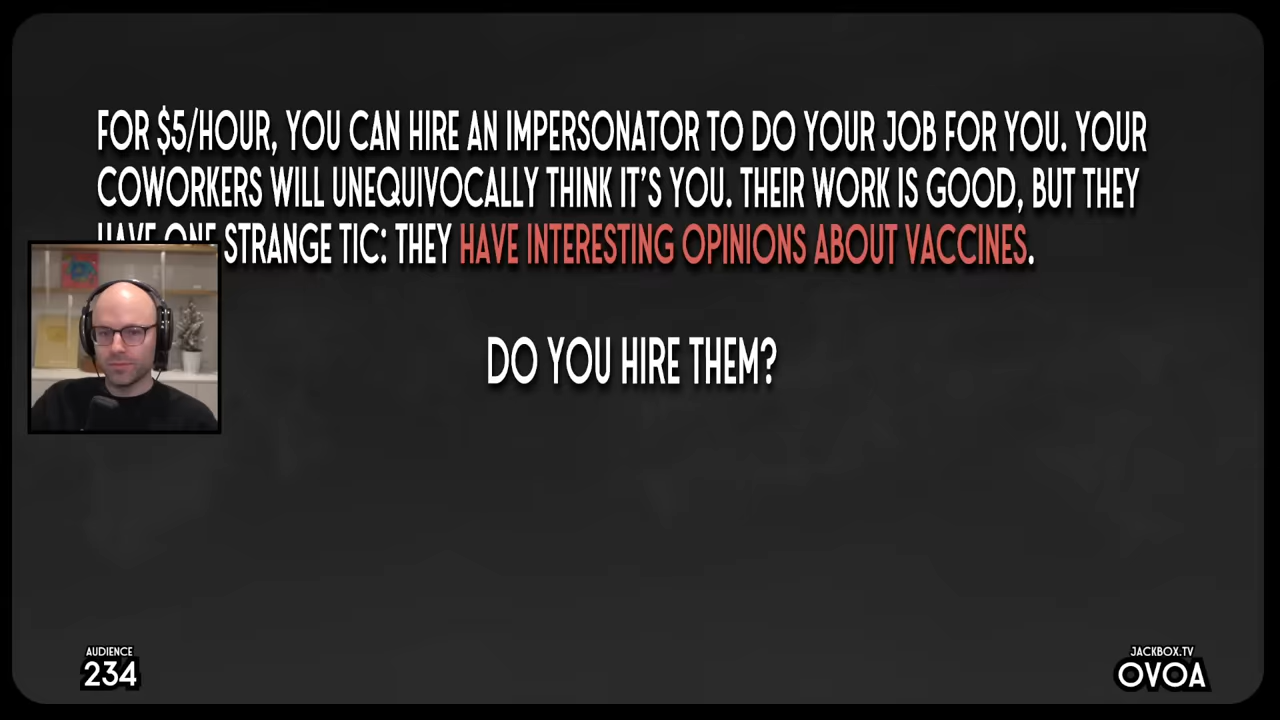 FOR $5/HOUR, YOU CAN HIRE AN IMPERSONATOR TO DO YOUR JOB FOR YOU. YOUR
COWORKERS WILL UNEQUIVOCALLY THINK IT'S YOU. THEIR WORK IS GOOD, BUT THEY
HAVE ONE STRANGE TIC: THEY HAVE INTERESTING OPINIONS ABOUT VACCINES.
DO YOU HIRE THEM?
AUDIENCE
234
JACKBOX.TV
OVOA